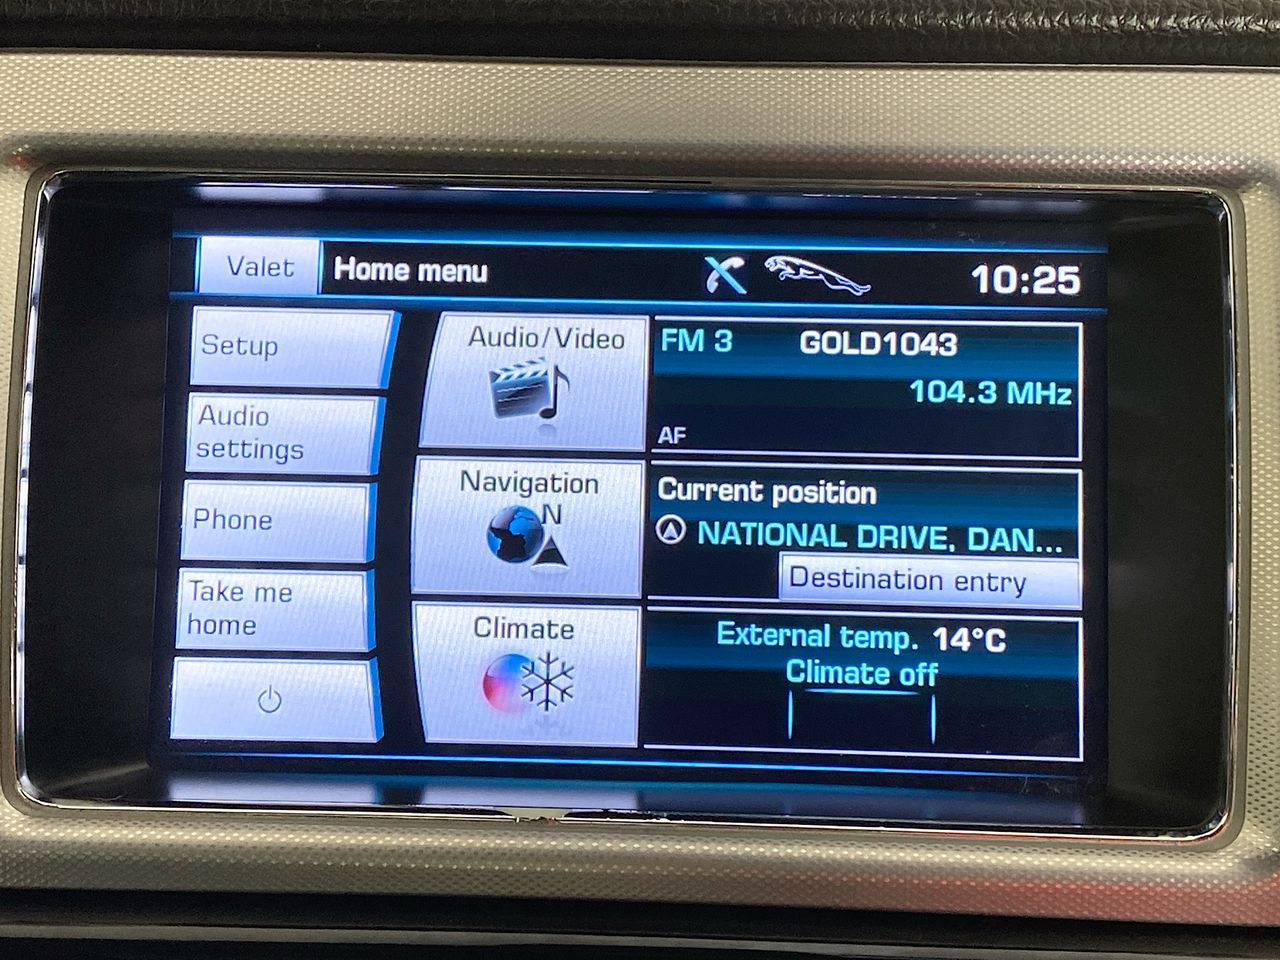 Valet
Home menu
10:25
Setup
Audio
settings
Phone
Take me
home
Audio/Video
Navigation
N
Climate
FM 3 GOLD1043
104.3 MHz
AF
Current position
NATIONAL DRIVE, DAN...
Destination entry
External temp. 14°C
Climate off